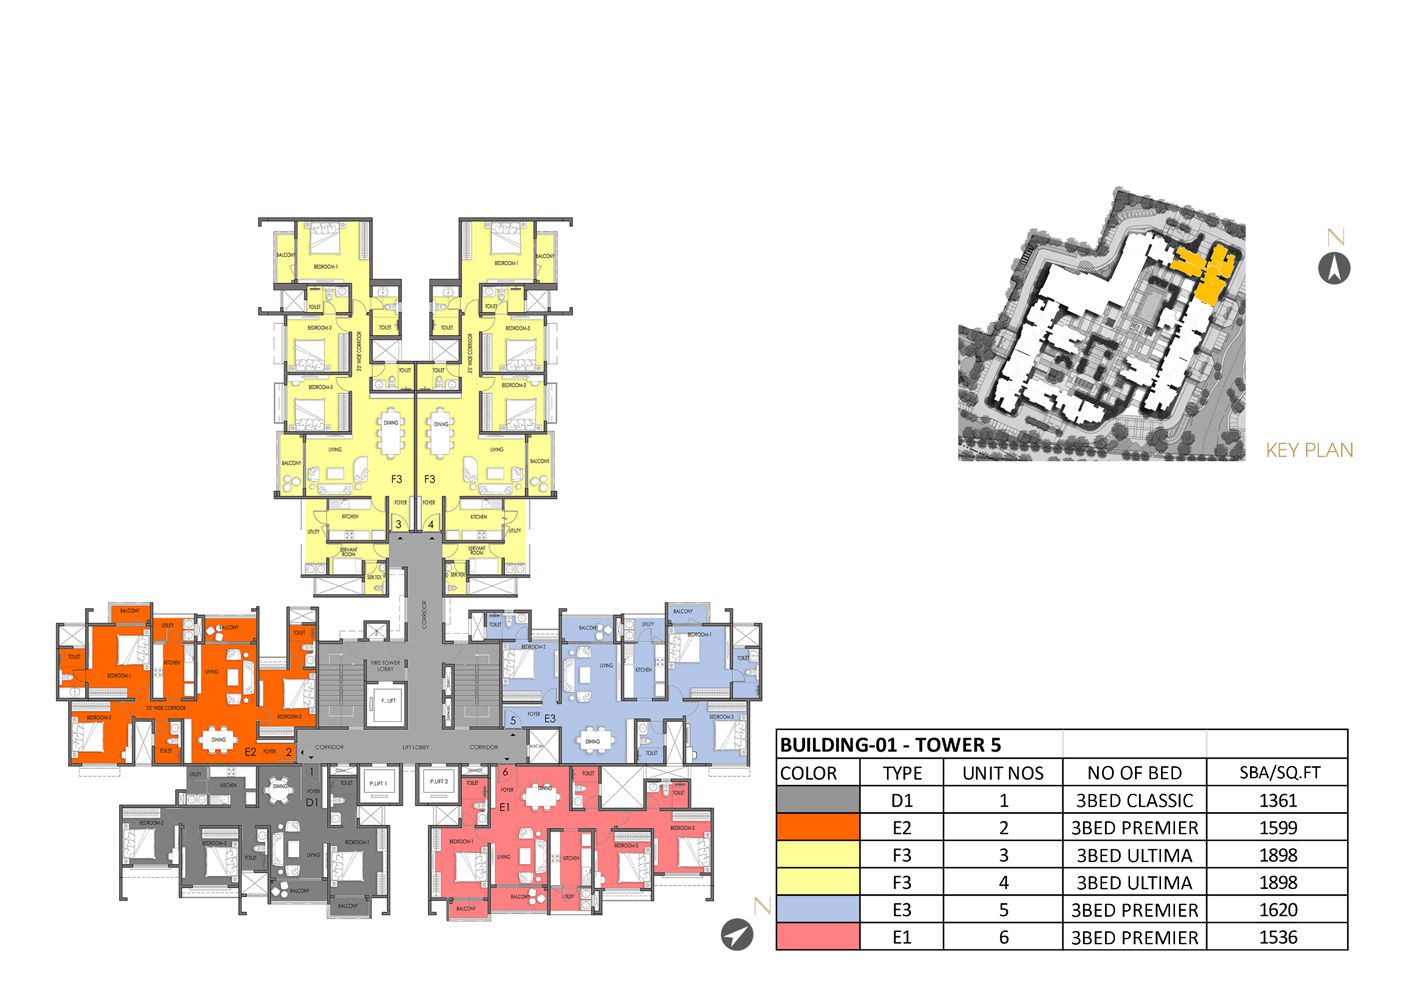 BEDROOM-1
BALCONY
TOILET
TOILET
BEDROOM-2
3'3" WIDE CORRIDOR
TOILET
BEDROOM-3
DINING
LIVING
BALCONY
F3
FOYER
3
KITCHEN
UTILITY
SERVANT ROOM
SER.TOI.
BEDROOM-1
BALCONY
TOILET
TOILET
BEDROOM-3
3'3" WIDE CORRIDOR
TOILET
BEDROOM-2
DINING
LIVING
BALCONY
F3
FOYER
4
KITCHEN
UTILITY
SERVANT ROOM
SER.TOI.
CORRIDOR
FIRE TOWER LOBBY
F. LIFT
BALCONY
UTILITY
BALCONY
TOILET
TOILET
KITCHEN
LIVING
BEDROOM-1
3'3" WIDE CORRIDOR
BEDROOM-2
BEDROOM-3
TOILET
DINING
E2
FOYER
2
CORRIDOR
LIFT LOBBY
CORRIDOR
TOILET
BALCONY
UTILITY
BALCONY
BEDROOM-2
LIVING
KITCHEN
BEDROOM-1
TOILET
5
FOYER
E3
DINING
TOILET
BEDROOM-3
UTILITY
KITCHEN
DINING
1
FOYER
D1
TOILET
P.LIFT 1
P.LIFT 2
BEDROOM-2
BEDROOM-3
TOILET
LIVING
BEDROOM-1
BALCONY
BALCONY
6
FOYER
E1
TOILET
DINING
TOILET
TOILET
BEDROOM-1
LIVING
KITCHEN
BEDROOM-3
BEDROOM-2
BALCONY
BALCONY
UTILITY
N
N
KEY PLAN
BUILDING-01 - TOWER 5
COLOR TYPE UNIT NOS NO OF BED SBA/SQ.FT
D1 1 3BED CLASSIC 1361
E2 2 3BED PREMIER 1599
F3 3 3BED ULTIMA 1898
F3 4 3BED ULTIMA 1898
E3 5 3BED PREMIER 1620
E1 6 3BED PREMIER 1536